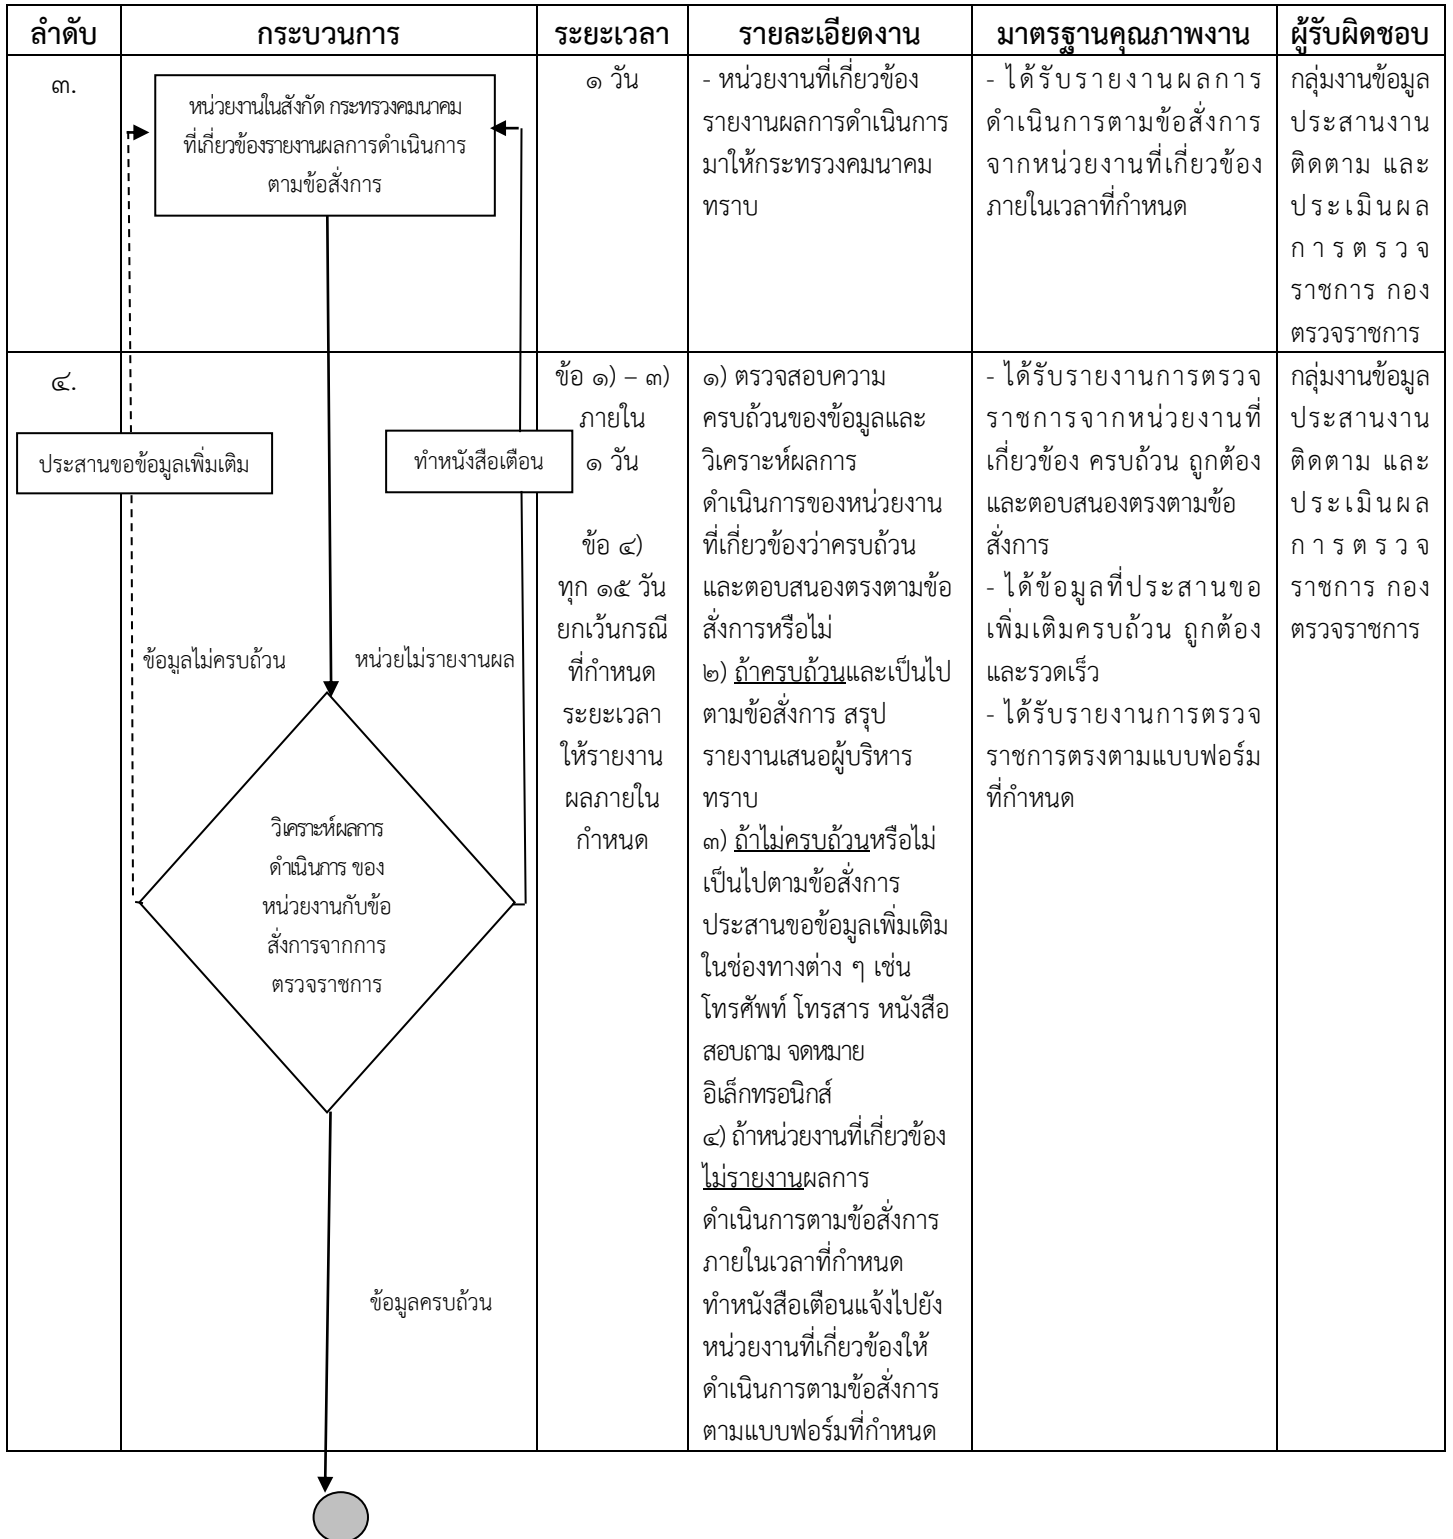 ลำดับ กระบวนการ ระยะเวลา รายละเอียดงาน มาตรฐานคุณภาพงาน ผู้รับผิดชอบ
๓.
หน่วยงานในสังกัด กระทรวงคมนาคม
ที่เกี่ยวข้องรายงานผลการดำเนินการ
ตามข้อสั่งการ
๑ วัน
- หน่วยงานที่เกี่ยวข้อง
รายงานผลการดำเนินการ
มาให้กระทรวงคมนาคม
ทราบ
- ได้รับรายงานผลการ
ดำเนินการตามข้อสั่งการ
จากหน่วยงานที่เกี่ยวข้อง
ภายในเวลาที่กำหนด
กลุ่มงานข้อมูล
ประสานงาน
ติดตาม และ
ประเมินผล
การตรวจ
ราชการ กอง
ตรวจราชการ
๔.
ประสานขอข้อมูลเพิ่มเติม
ทำหนังสือเตือน
ข้อมูลไม่ครบถ้วน
หน่วยไม่รายงานผล
วิเคราะห์ผลการ
ดำเนินการ ของ
หน่วยงานกับข้อ
สั่งการจากการ
ตรวจราชการ
ข้อมูลครบถ้วน
ข้อ ๑) – ๓)
ภายใน
๑ วัน
ข้อ ๔)
ทุก ๑๕ วัน
ยกเว้นกรณี
ที่กำหนด
ระยะเวลา
ให้รายงาน
ผลภายใน
กำหนด
๑) ตรวจสอบความ
ครบถ้วนของข้อมูลและ
วิเคราะห์ผลการ
ดำเนินการของหน่วยงาน
ที่เกี่ยวข้องว่าครบถ้วน
และตอบสนองตรงตามข้อ
สั่งการหรือไม่
๒) ถ้าครบถ้วนและเป็นไป
ตามข้อสั่งการ สรุป
รายงานเสนอผู้บริหาร
ทราบ
๓) ถ้าไม่ครบถ้วนหรือไม่
เป็นไปตามข้อสั่งการ
ประสานขอข้อมูลเพิ่มเติม
ในช่องทางต่าง ๆ เช่น
โทรศัพท์ โทรสาร หนังสือ
สอบถาม จดหมาย
อิเล็กทรอนิกส์
๔) ถ้าหน่วยงานที่เกี่ยวข้อง
ไม่รายงานผลการ
ดำเนินการตามข้อสั่งการ
ภายในเวลาที่กำหนด
ทำหนังสือเตือนแจ้งไปยัง
หน่วยงานที่เกี่ยวข้องให้
ดำเนินการตามข้อสั่งการ
ตามแบบฟอร์มที่กำหนด
- ได้รับรายงานการตรวจ
ราชการจากหน่วยงานที่
เกี่ยวข้อง ครบถ้วน ถูกต้อง
และตอบสนองตรงตามข้อ
สั่งการ
- ได้ข้อมูลที่ประสานขอ
เพิ่มเติมครบถ้วน ถูกต้อง
และรวดเร็ว
- ได้รับรายงานการตรวจ
ราชการตรงตามแบบฟอร์ม
ที่กำหนด
กลุ่มงานข้อมูล
ประสานงาน
ติดตาม และ
ประเมินผล
การตรวจ
ราชการ กอง
ตรวจราชการ